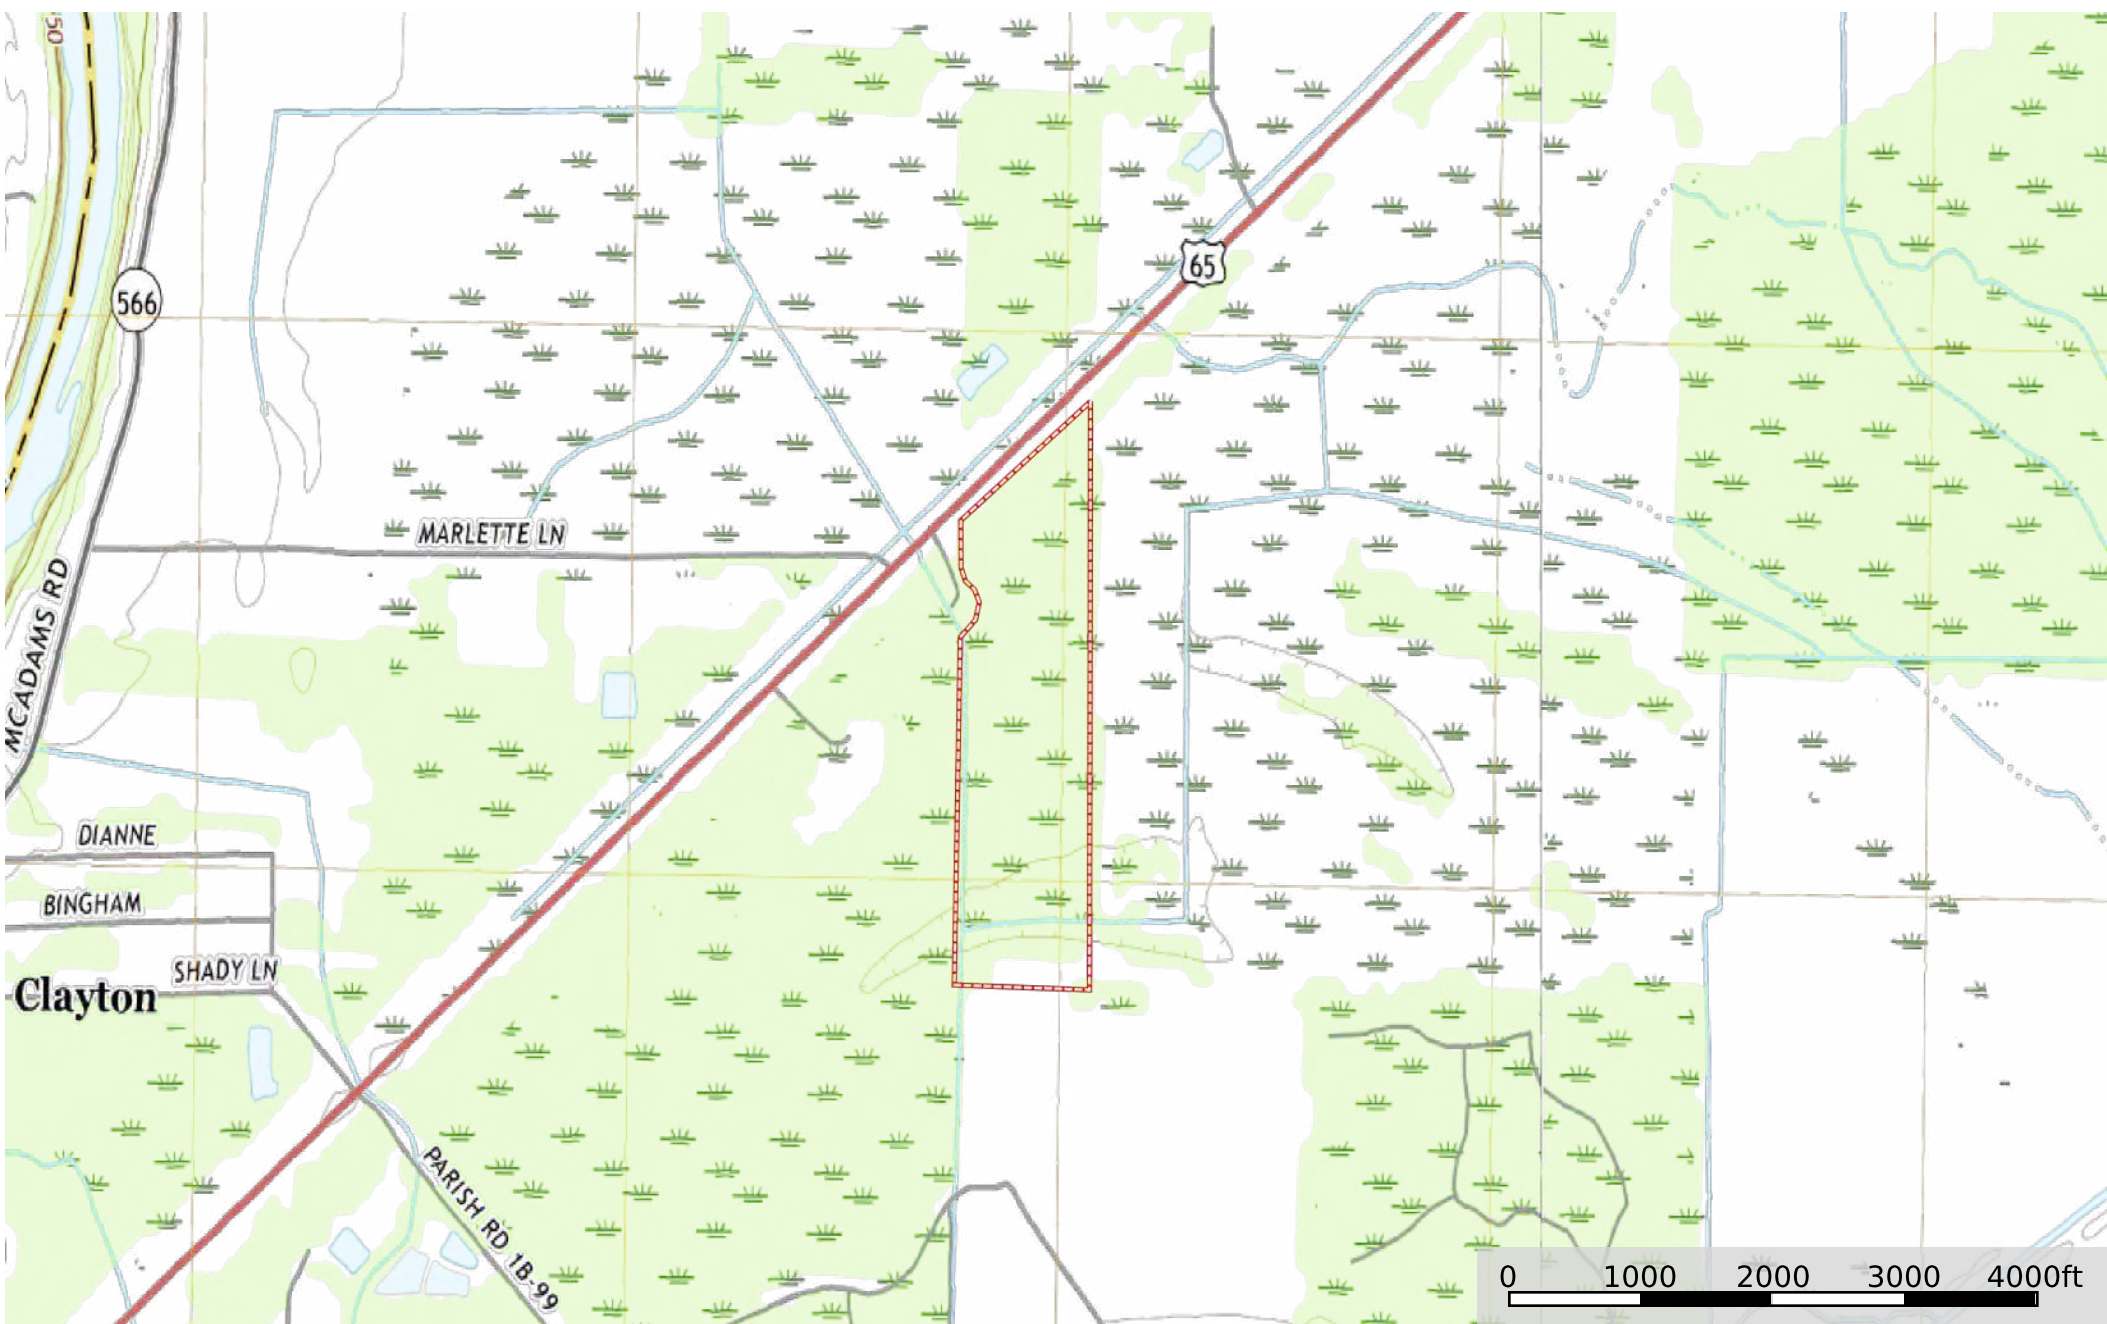 50
65
566
MARLETTE LN
MCADAMS RD
DIANNE
BINGHAM
SHADY LN
Clayton
PARISH RD 1B-99
0 1000 2000 3000 4000ft